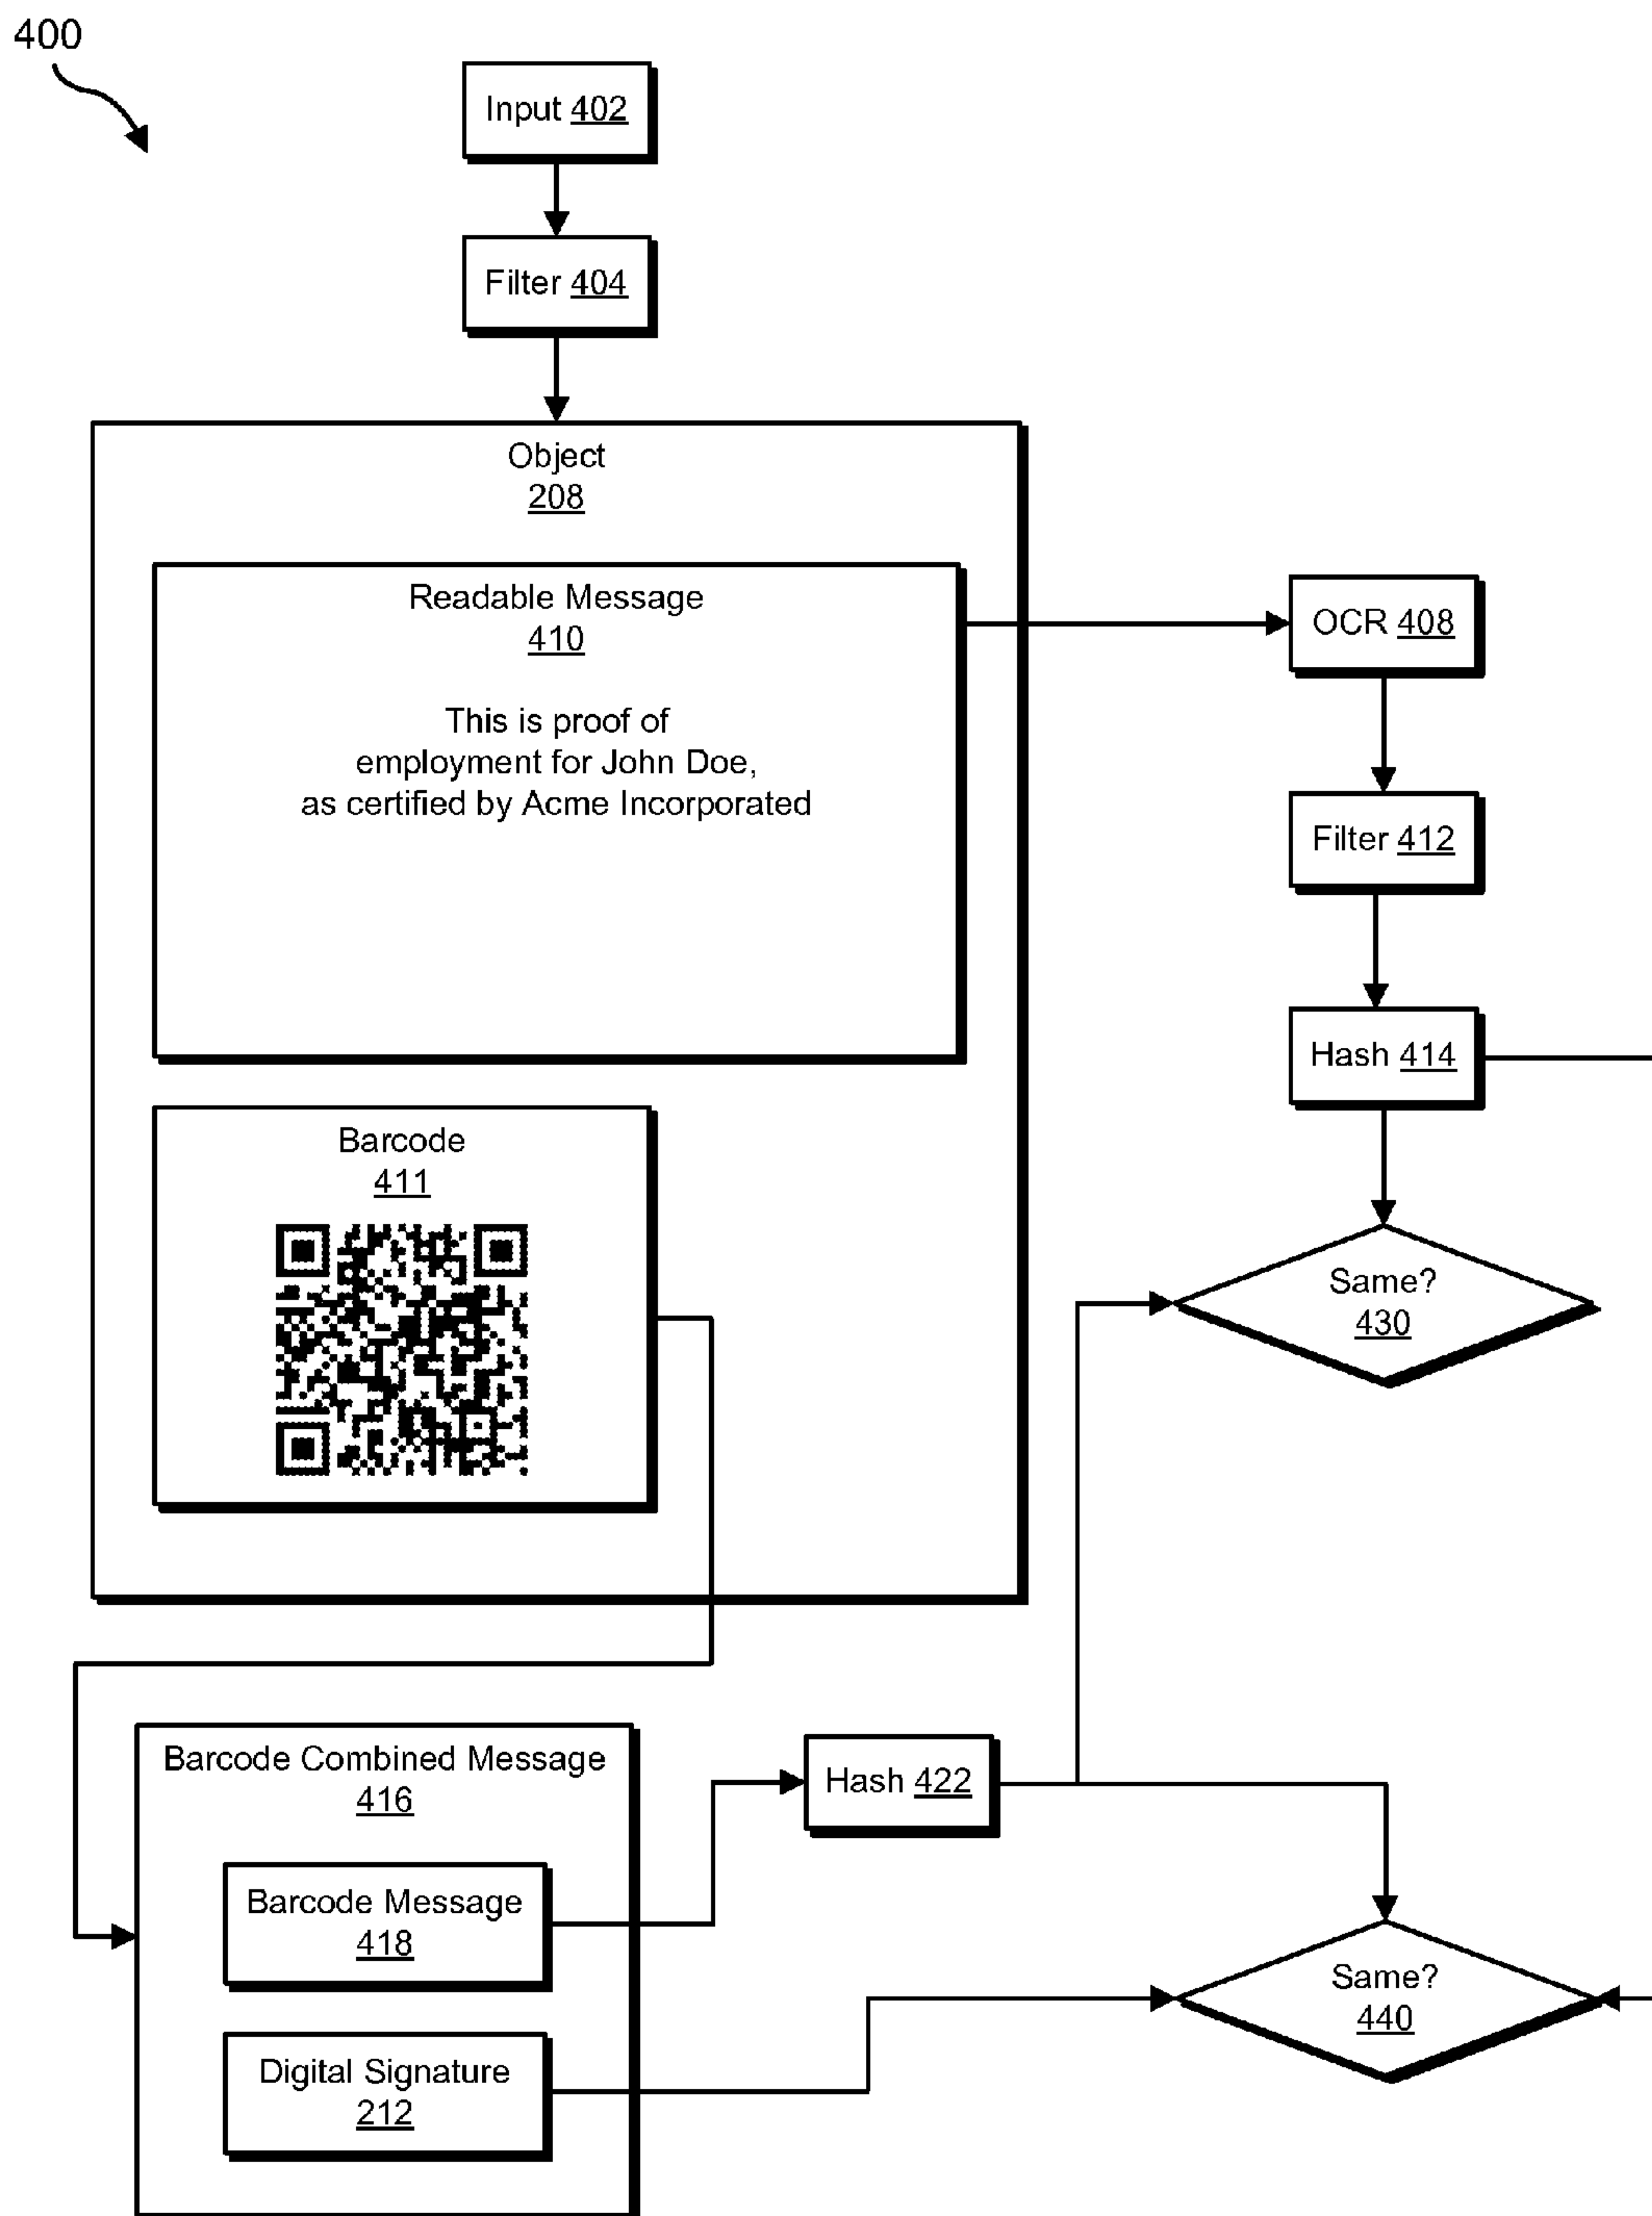 400
Input 402
Filter 404
Object
208
Readable Message
410
This is proof of
employment for John Doe,
as certified by Acme Incorporated
OCR 408
Filter 412
Hash 414
Barcode
411
Same?
430
Barcode Combined Message
416
Hash 422
Barcode Message
418
Same?
440
Digital Signature
212